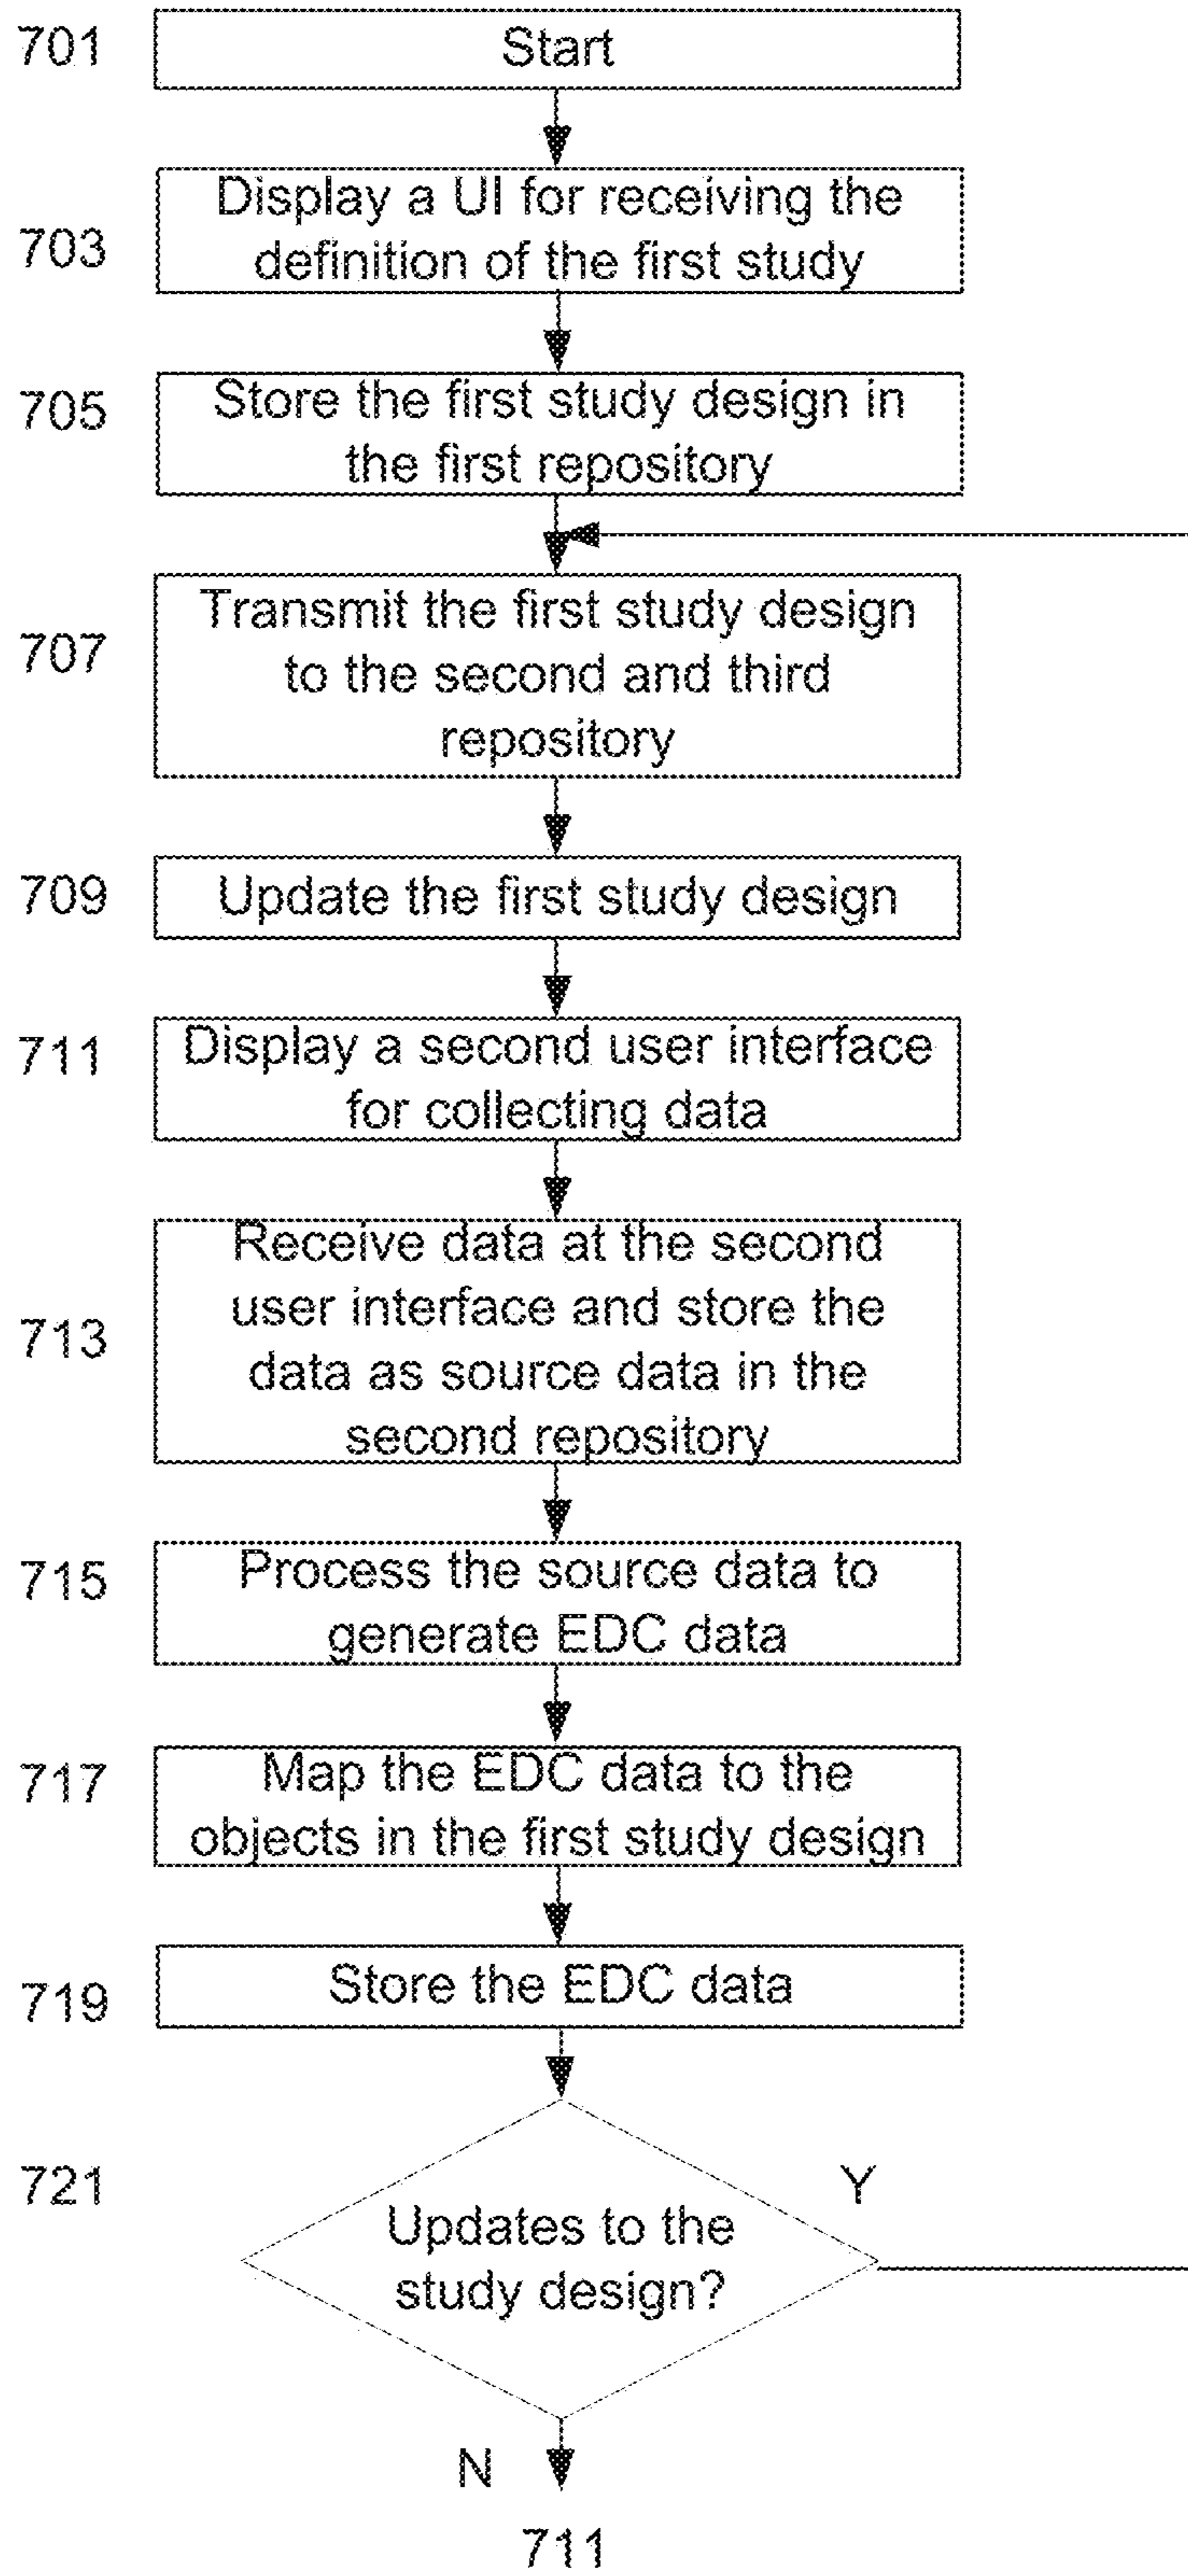 701
Start
703
Display a UI for receiving the
definition of the first study
705
Store the first study design in
the first repository
707
Transmit the first study design
to the second and third
repository
709
Update the first study design
711
Display a second user interface
for collecting data
713
Receive data at the second
user interface and store the
data as source data in the
second repository
715
Process the source data to
generate EDC data
717
Map the EDC data to the
objects in the first study design
719
Store the EDC data
721
Y
Updates to the
study design?
N
711